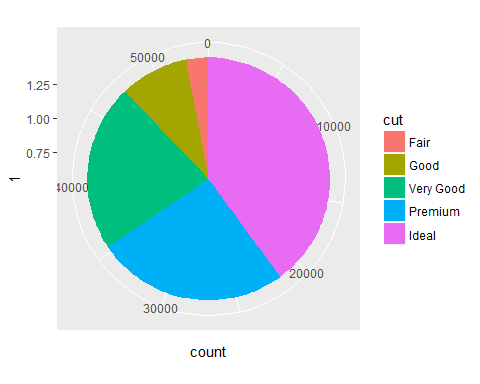 0
50000
10000
40000
20000
30000
1.25
1.00
0.75
1
count
cut
Fair
Good
Very Good
Premium
Ideal